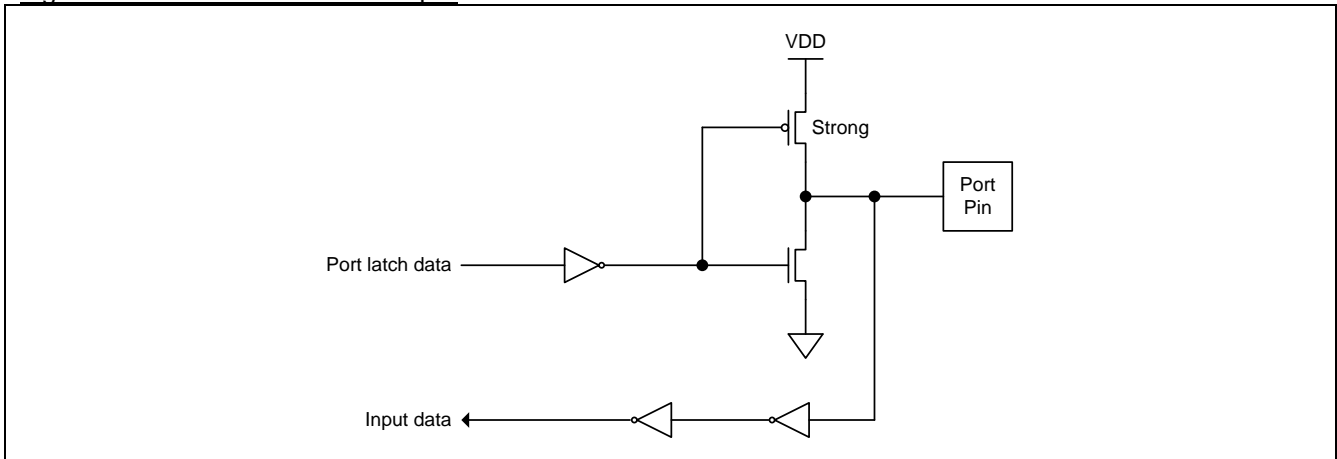 VDD
Strong
Port
Pin
Port latch data
Input data